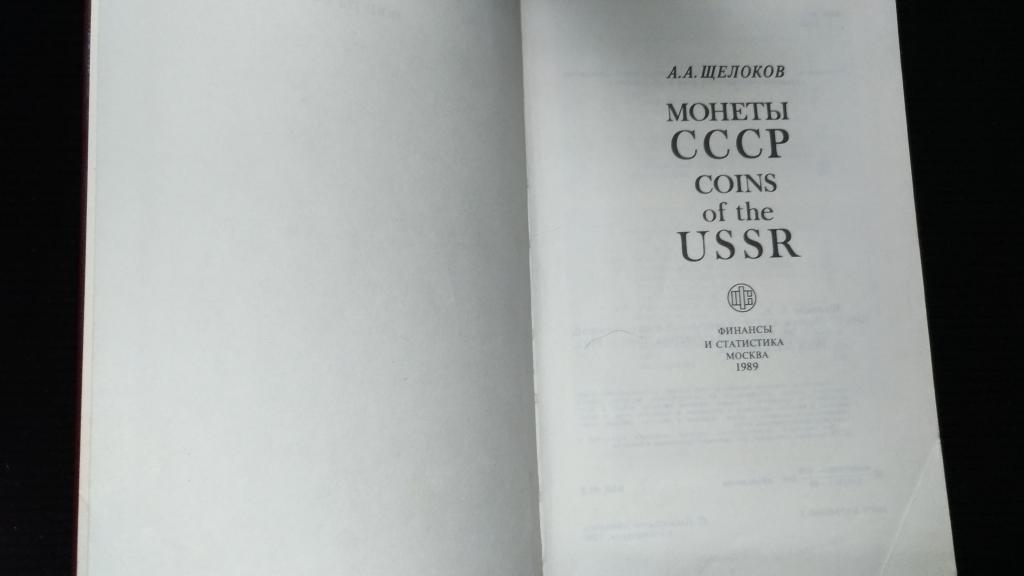 А.А.ЩЕЛОКОВ
МОНЕТЫ
СССР
COINS
of the
USSR
ФИНАНСЫ
И СТАТИСТИКА
МОСКВА
1989